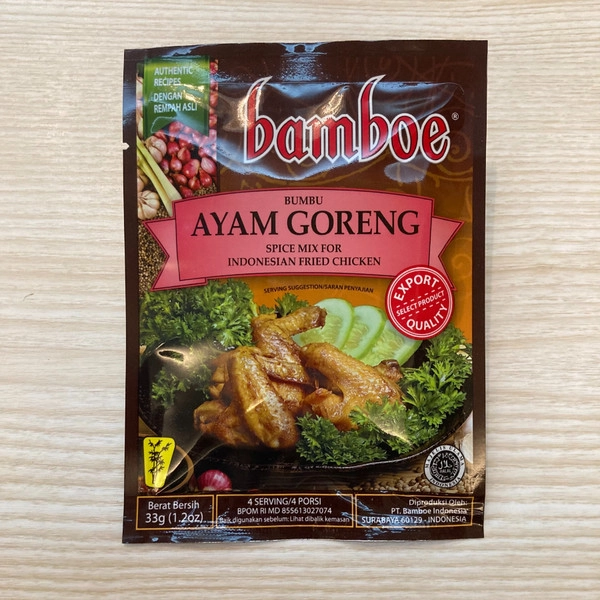 AUTHENTIC
RECIPES
DENGAN
REMPAH ASLI
bamboe®
BUMBU
AYAM GORENG
SPICE MIX FOR
INDONESIAN FRIED CHICKEN
SERVING SUGGESTION/SARAN PENYAJIAN
EXPORT
SELECT PRODUCT
QUALITY
Berat Bersih
33g (1.2oz)
4 SERVING/4 PORSI
BPOM RI MD 855613027074
Baik digunakan sebelum: Lihat dibalik kemasan
Diproduksi Oleh:
PT. Bamboe Indonesia
SURABAYA 60129 - INDONESIA